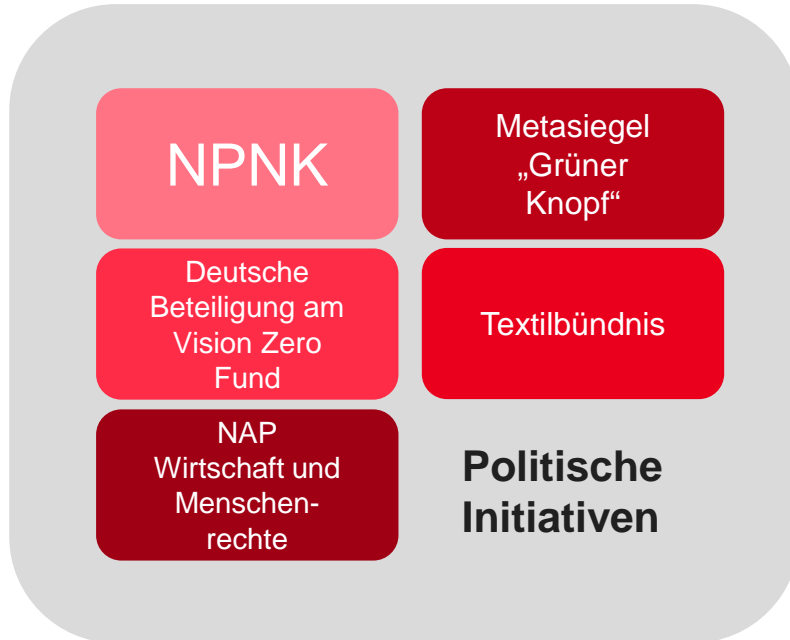 NPNK
Metasiegel
„Grüner
Knopf“
Deutsche
Beteiligung am
Vision Zero
Fund
Textilbündnis
NAP
Wirtschaft und
Menschen-
rechte
Politische
Initiativen